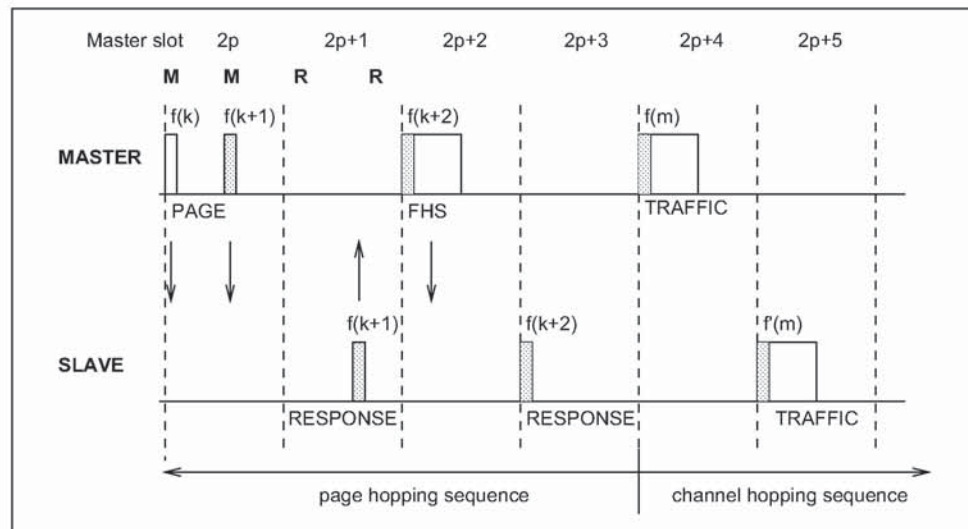 Master slot 2p 2p+1 2p+2 2p+3 2p+4 2p+5
M M R R
f(k) f(k+1) f(k+2) f(m)
MASTER
PAGE FHS TRAFFIC
f(k+1) f(k+2) f'(m)
SLAVE
RESPONSE RESPONSE TRAFFIC
page hopping sequence channel hopping sequence